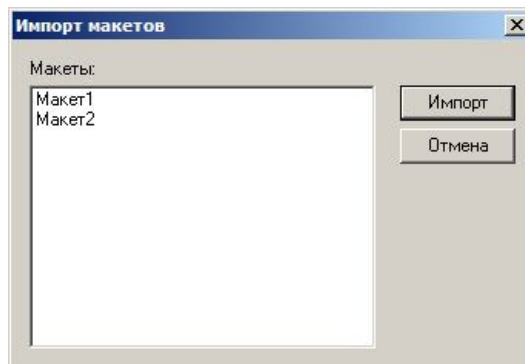 Импорт макетов
Макеты:
Макет1
Макет2
Импорт
Отмена